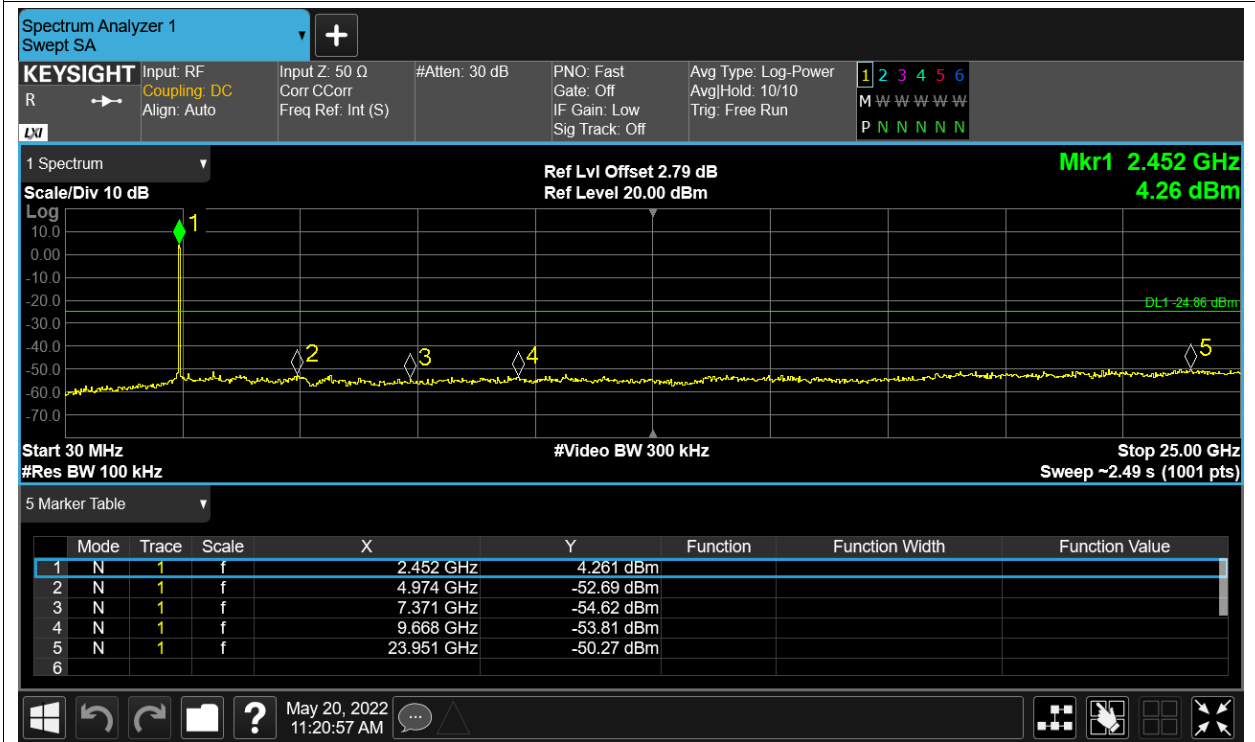 Spectrum Analyzer 1
Swept SA
+
KEYSIGHT Input: RF Input Z: 50 Ω #Atten: 30 dB PNO: Fast Avg Type: Log-Power 1 2 3 4 5 6
R Coupling: DC Corr CCorr Gate: Off Avg|Hold: 10/10 M W W W W W
Align: Auto Freq Ref: Int (S) IF Gain: Low Trig: Free Run
LXI Sig Track: Off P N N N N N
1 Spectrum Ref Lvl Offset 2.79 dB Mkr1 2.452 GHz
Scale/Div 10 dB Ref Level 20.00 dBm 4.26 dBm
Log
1
10.0
0.00
-10.0
-20.0 DL1 -24.86 dBm
-30.0
-40.0 2 3 4 5
-50.0
-60.0
-70.0
Start 30 MHz #Video BW 300 kHz Stop 25.00 GHz
#Res BW 100 kHz Sweep ~2.49 s (1001 pts)
5 Marker Table
Mode Trace Scale X Y Function Function Width Function Value
1 N 1 f 2.452 GHz 4.261 dBm
2 N 1 f 4.974 GHz -52.69 dBm
3 N 1 f 7.371 GHz -54.62 dBm
4 N 1 f 9.668 GHz -53.81 dBm
5 N 1 f 23.951 GHz -50.27 dBm
6
? May 20, 2022
11:20:57 AM